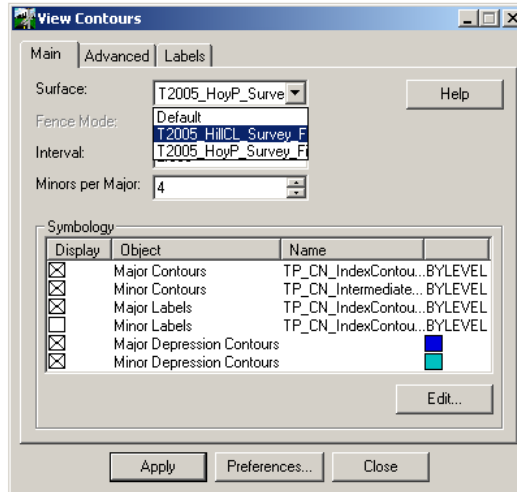 View Contours
Main Advanced Labels
Surface: T2005_HoyP_Surve Help
Fence Mode: Default
T2005_HillCL_Survey_F
Interval: T2005_HoyP_Survey_Fi
Minors per Major: 4
Symbology
Display Object Name
Major Contours TP_CN_IndexContou...BYLEVEL
Minor Contours TP_CN_Intermediate...BYLEVEL
Major Labels TP_CN_IndexContou...BYLEVEL
Minor Labels TP_CN_IndexContou...BYLEVEL
Major Depression Contours
Minor Depression Contours
Edit...
Apply Preferences... Close